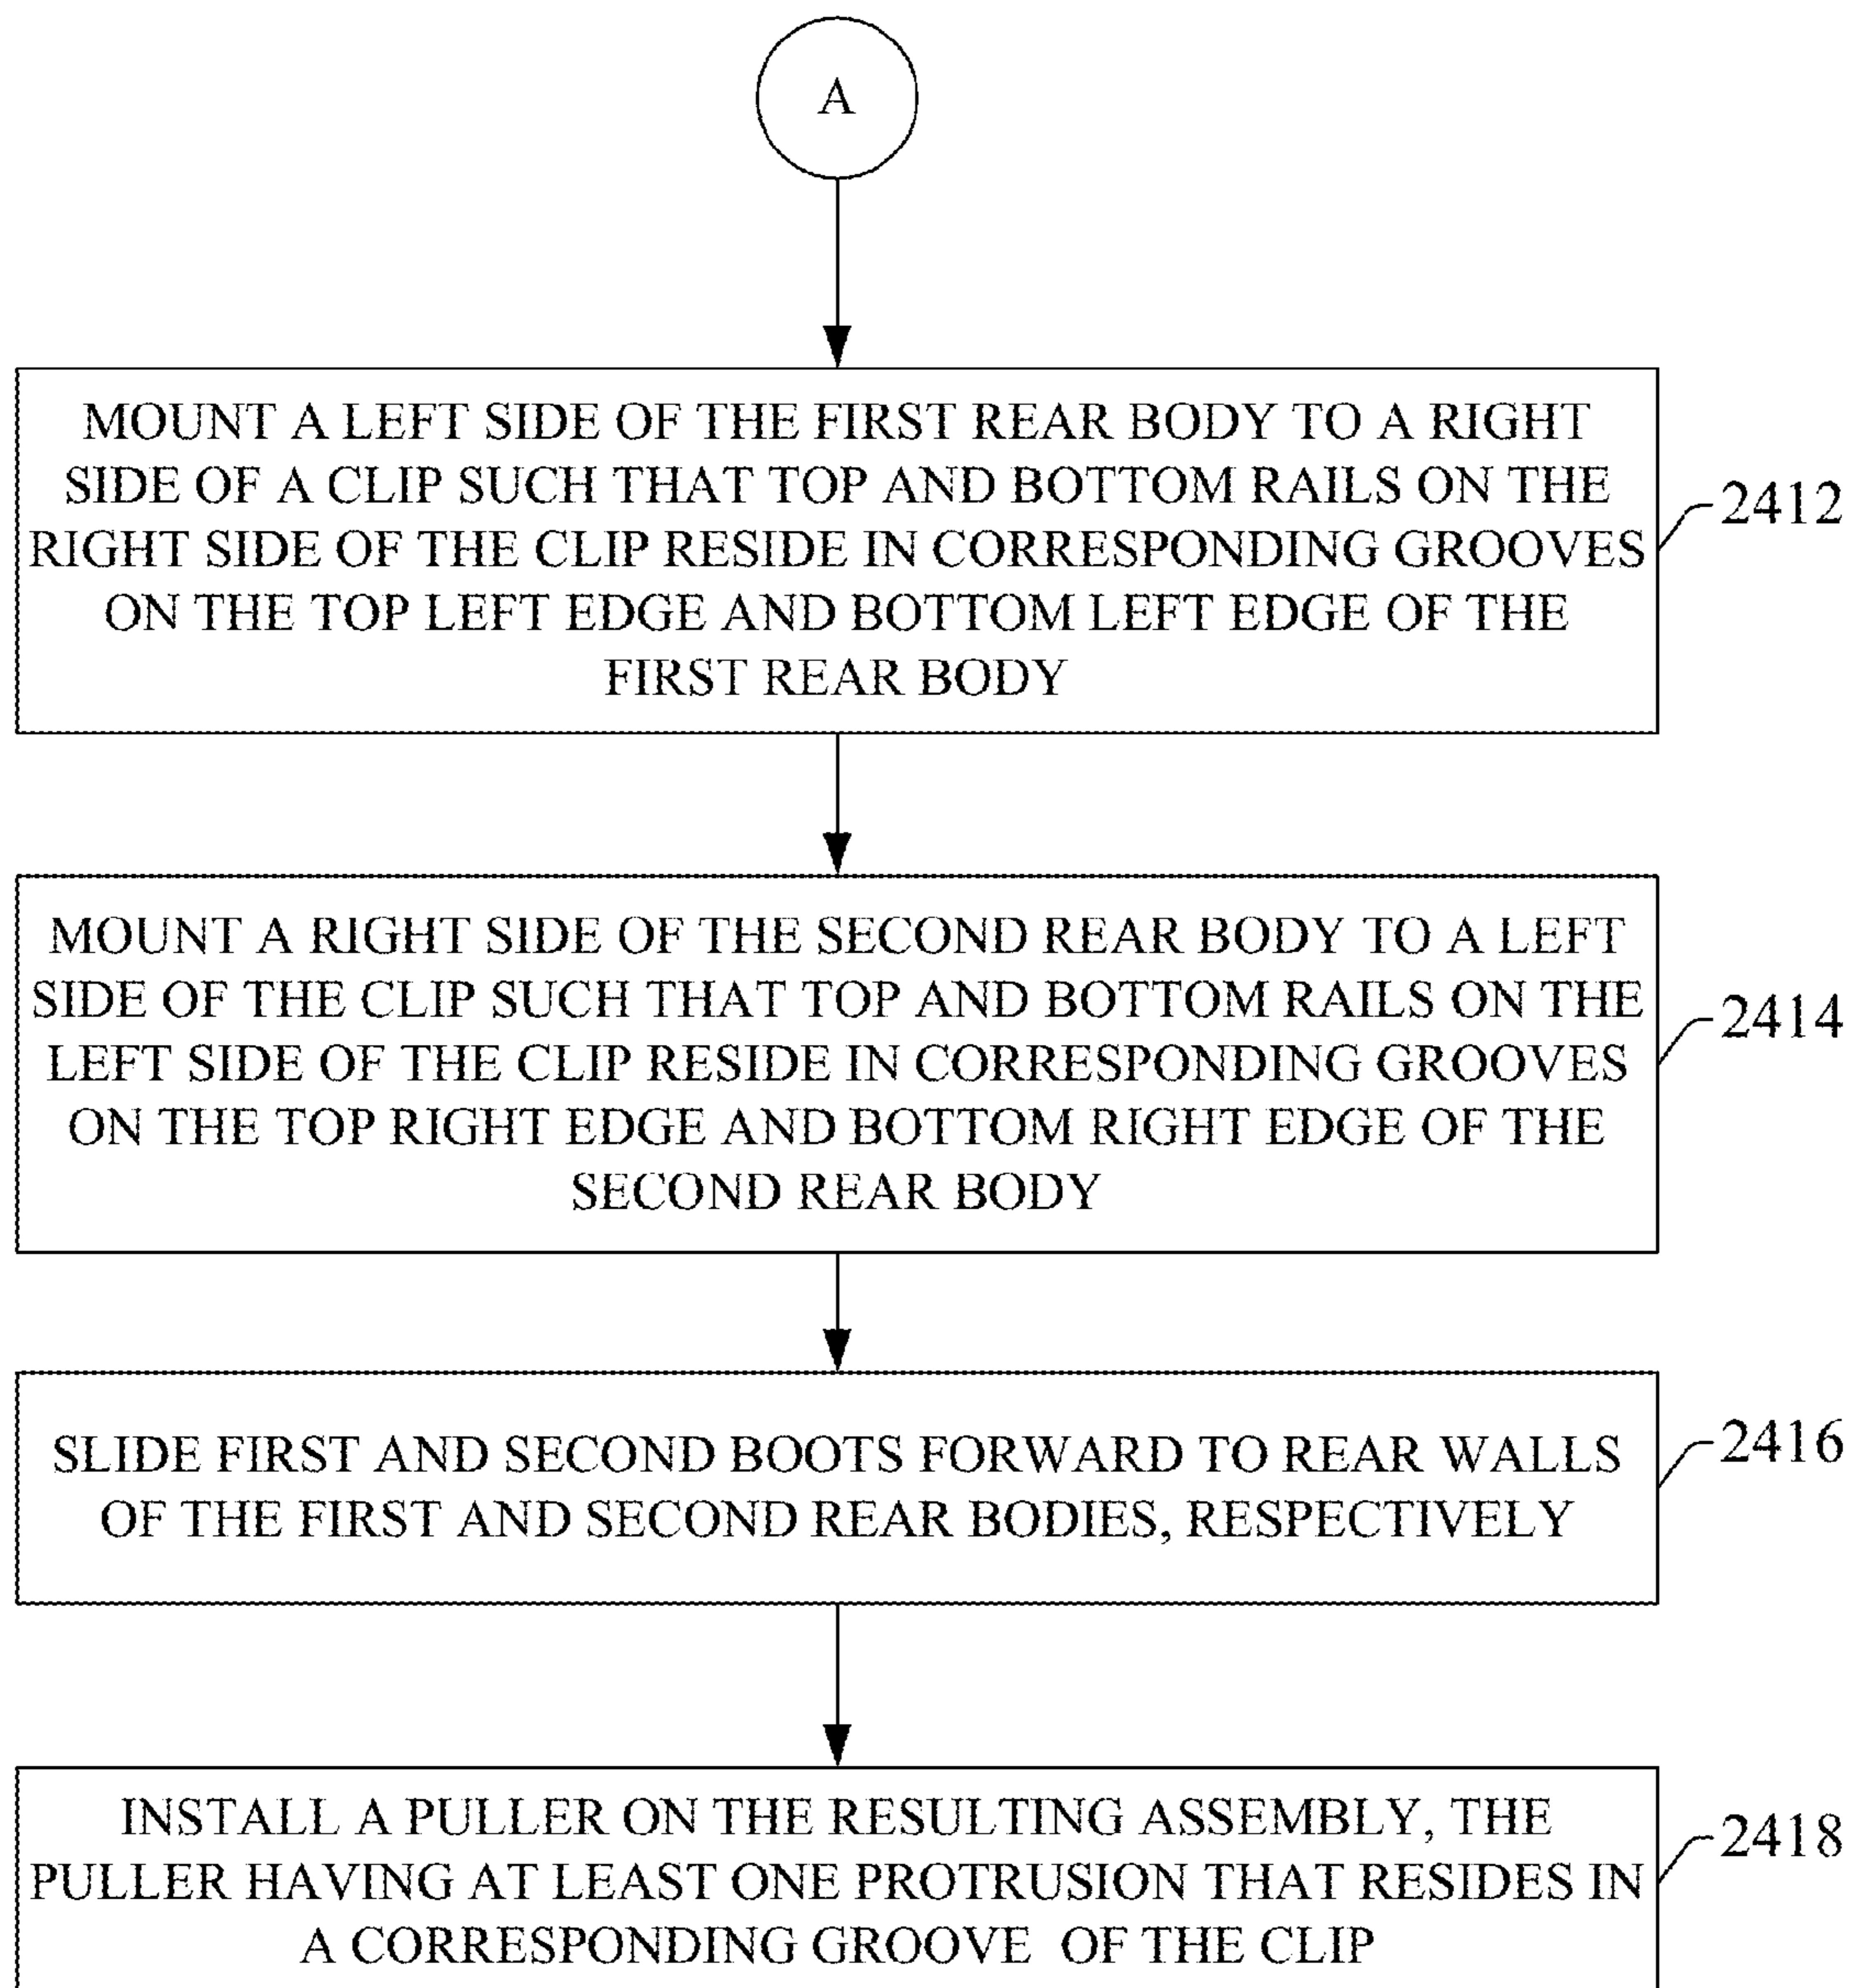 A
MOUNT A LEFT SIDE OF THE FIRST REAR BODY TO A RIGHT
SIDE OF A CLIP SUCH THAT TOP AND BOTTOM RAILS ON THE
RIGHT SIDE OF THE CLIP RESIDE IN CORRESPONDING GROOVES
ON THE TOP LEFT EDGE AND BOTTOM LEFT EDGE OF THE
FIRST REAR BODY
2412
MOUNT A RIGHT SIDE OF THE SECOND REAR BODY TO A LEFT
SIDE OF THE CLIP SUCH THAT TOP AND BOTTOM RAILS ON THE
LEFT SIDE OF THE CLIP RESIDE IN CORRESPONDING GROOVES
ON THE TOP RIGHT EDGE AND BOTTOM RIGHT EDGE OF THE
SECOND REAR BODY
2414
SLIDE FIRST AND SECOND BOOTS FORWARD TO REAR WALLS
OF THE FIRST AND SECOND REAR BODIES, RESPECTIVELY
2416
INSTALL A PULLER ON THE RESULTING ASSEMBLY, THE
PULLER HAVING AT LEAST ONE PROTRUSION THAT RESIDES IN
A CORRESPONDING GROOVE OF THE CLIP
2418